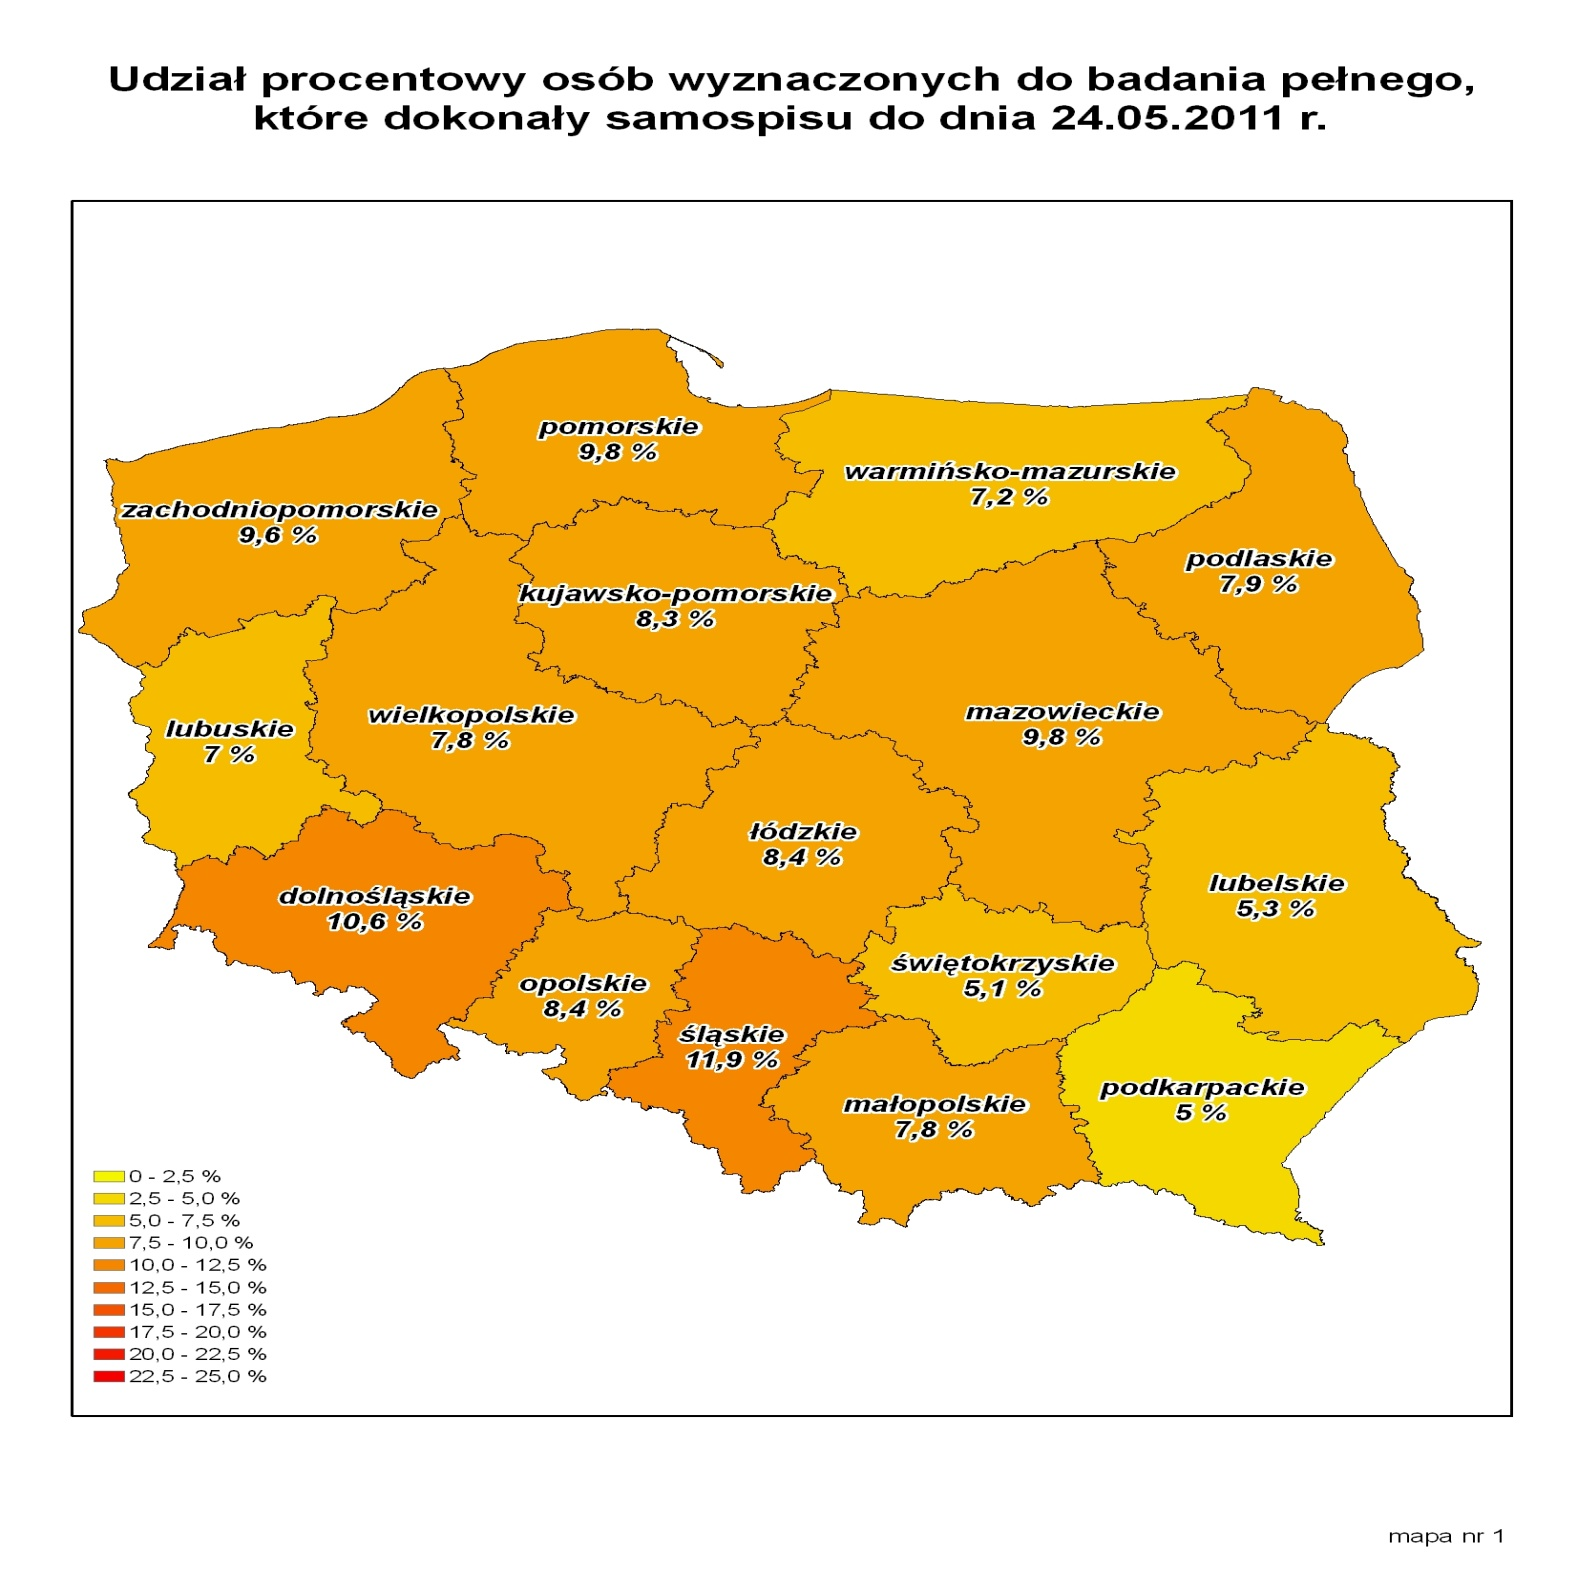 Udział procentowy osób wyznaczonych do badania pełnego,
które dokonały samospisu do dnia 24.05.2011 r.
pomorskie
9,8 %
warmińsko-mazurskie
7,2 %
zachodniopomorskie
9,6 %
podlaskie
7,9 %
kujawsko-pomorskie
8,3 %
lubuskie
7 %
wielkopolskie
7,8 %
mazowieckie
9,8 %
łódzkie
8,4 %
lubelskie
5,3 %
dolnośląskie
10,6 %
świętokrzyskie
5,1 %
opolskie
8,4 %
śląskie
11,9 %
podkarpackie
5 %
małopolskie
7,8 %
0 - 2,5 %
2,5 - 5,0 %
5,0 - 7,5 %
7,5 - 10,0 %
10,0 - 12,5 %
12,5 - 15,0 %
15,0 - 17,5 %
17,5 - 20,0 %
20,0 - 22,5 %
22,5 - 25,0 %
mapa nr 1